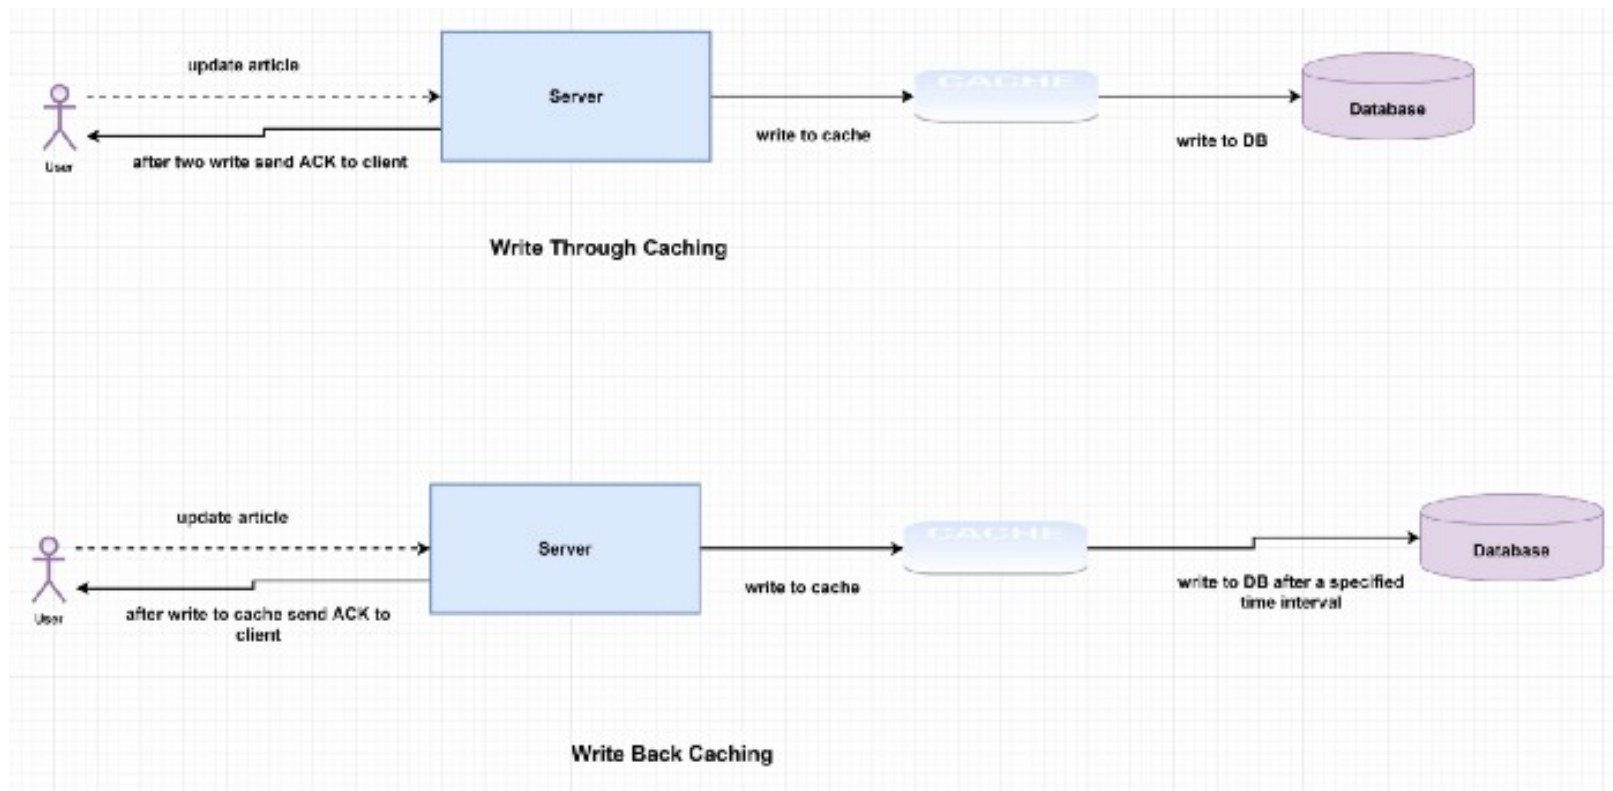 update article
Server
CACHE
Database
write to cache
write to DB
after two write send ACK to client
User
Write Through Caching
update article
Server
CACHE
Database
write to cache
write to DB after a specified
time interval
after write to cache send ACK to
client
User
Write Back Caching